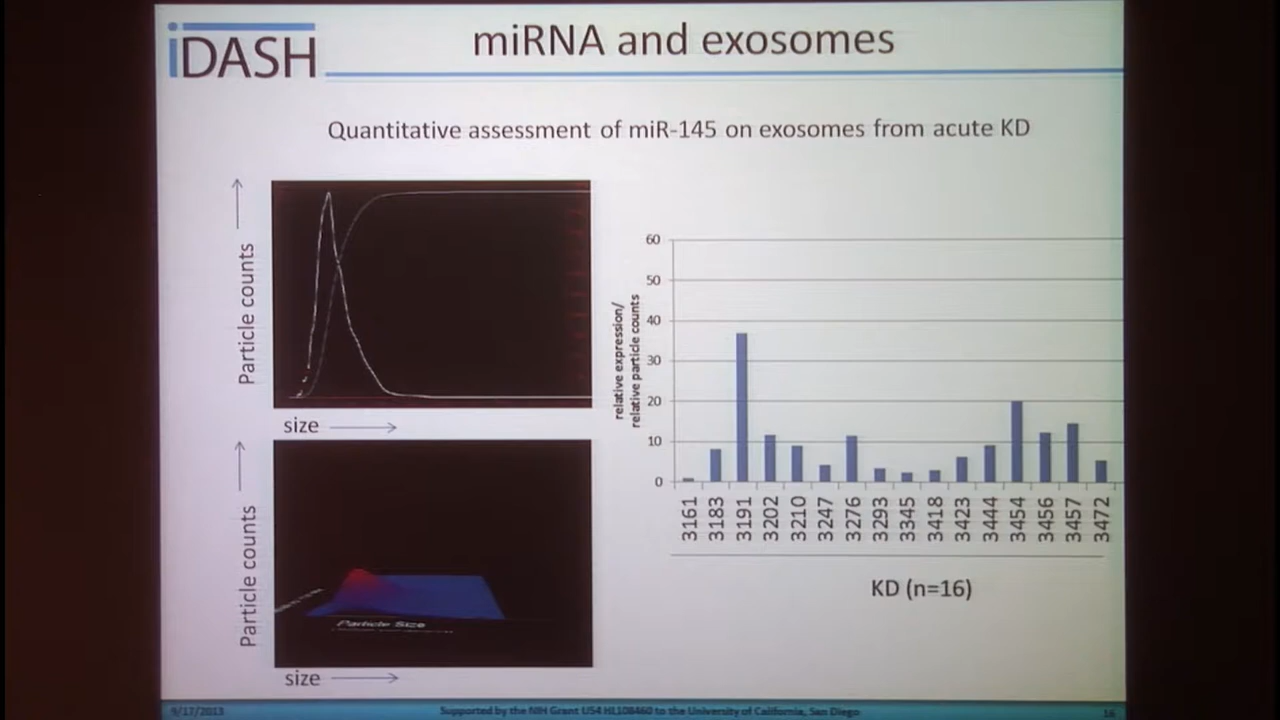 iDASH
miRNA and exosomes
Quantitative assessment of miR-145 on exosomes from acute KD
Particle counts
size
Particle counts
Particle Size
size
relative expression/
relative particle counts
60
50
40
30
20
10
0
3161
3183
3191
3202
3210
3247
3276
3293
3345
3418
3423
3444
3454
3456
3457
3472
KD (n=16)
9/17/2013
Supported by the NIH Grant U54 HL108460 to the University of California, San Diego
16